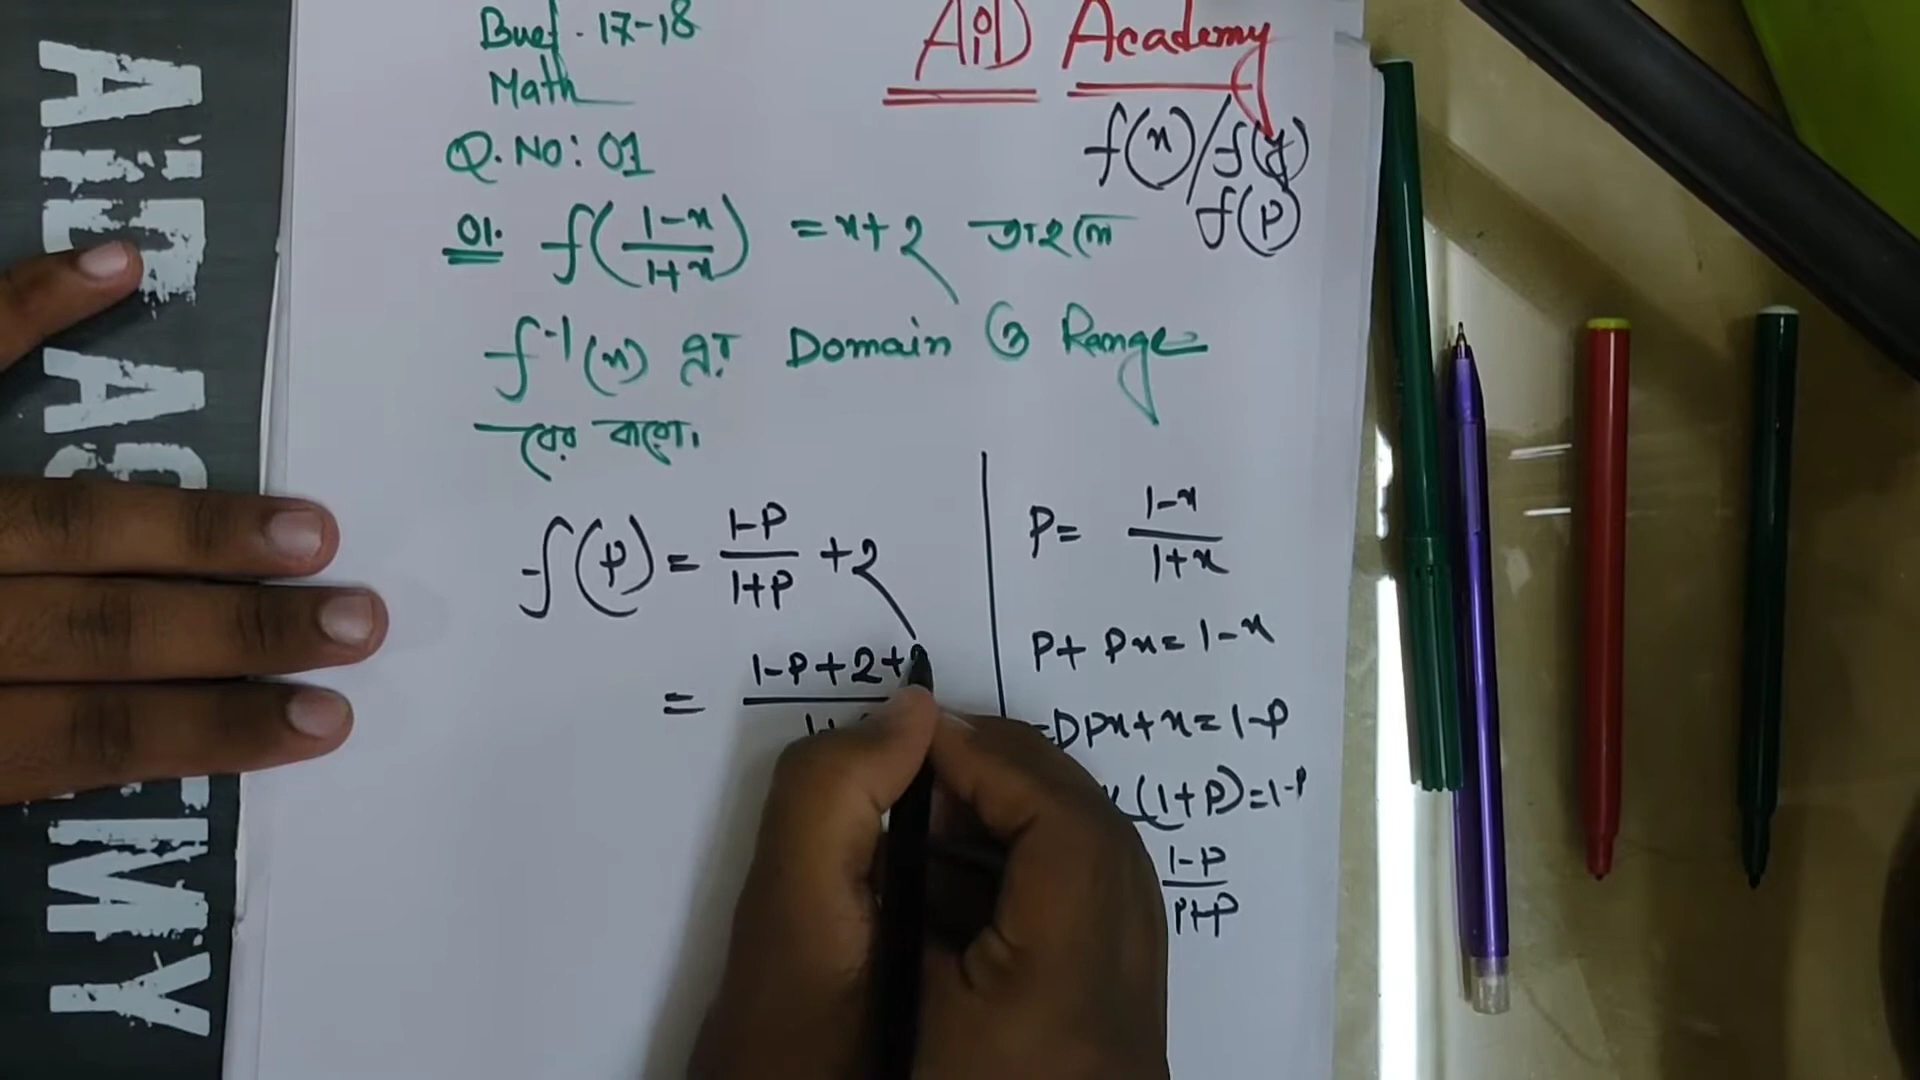 Buet. 17-18
AiD Academy
Math
Q. No: 01
f(x)/f(y)
f(p)
01. f((1-x)/(1+x)) = x+2 তাহলে
f⁻¹(x) এর Domain ও Range
বের করো।
f(p) = (1-P)/(1+P) + 2
= 1-P+2+
P = (1-x)/(1+x)
P + Px = 1-x
=D Px+x = 1-P
(1+P) = 1-P
1-P
1+P